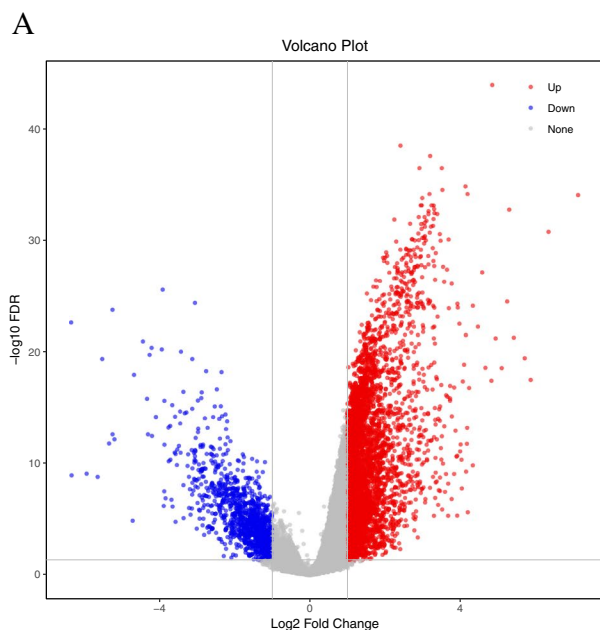 A
Volcano Plot
Up
Down
None
40
30
20
10
0
−log10 FDR
−4
0
4
Log2 Fold Change